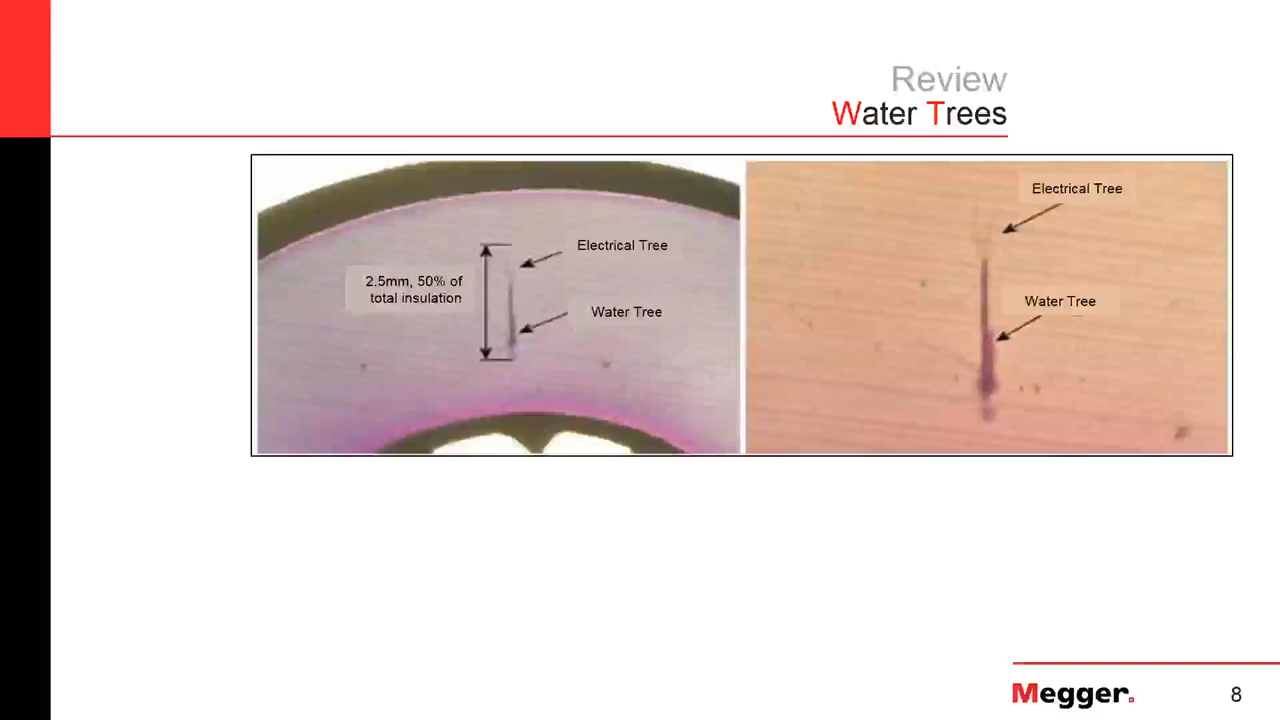 Review
Water Trees
Electrical Tree
2.5mm, 50% of
total insulation
Water Tree
Electrical Tree
Water Tree
Megger.
8